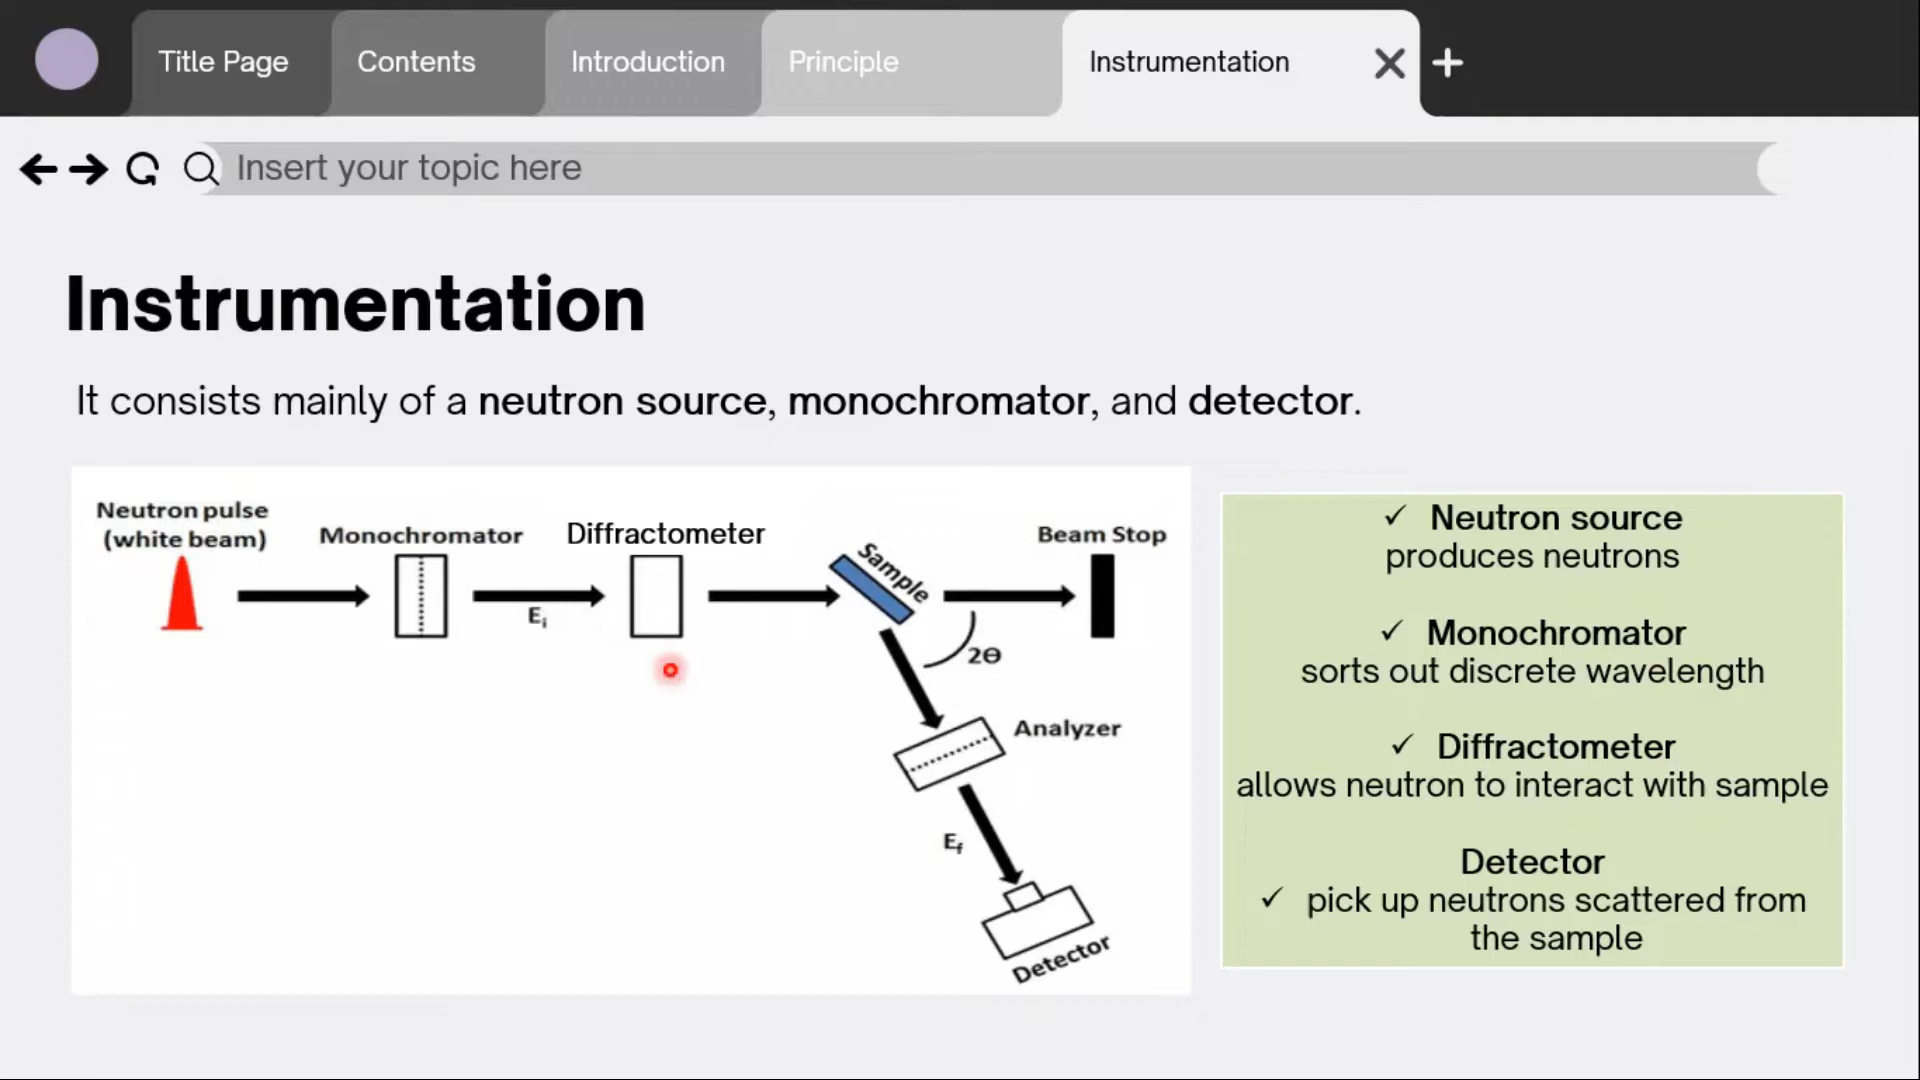 Title Page
Contents
Introduction
Principle
Instrumentation
Insert your topic here
Instrumentation
It consists mainly of a neutron source, monochromator, and detector.
Neutron pulse
(white beam)
Monochromator
Diffractometer
Sample
Beam Stop
Ei
2Θ
Analyzer
Ef
Detector
✓ Neutron source
produces neutrons
✓ Monochromator
sorts out discrete wavelength
✓ Diffractometer
allows neutron to interact with sample
Detector
✓ pick up neutrons scattered from
the sample